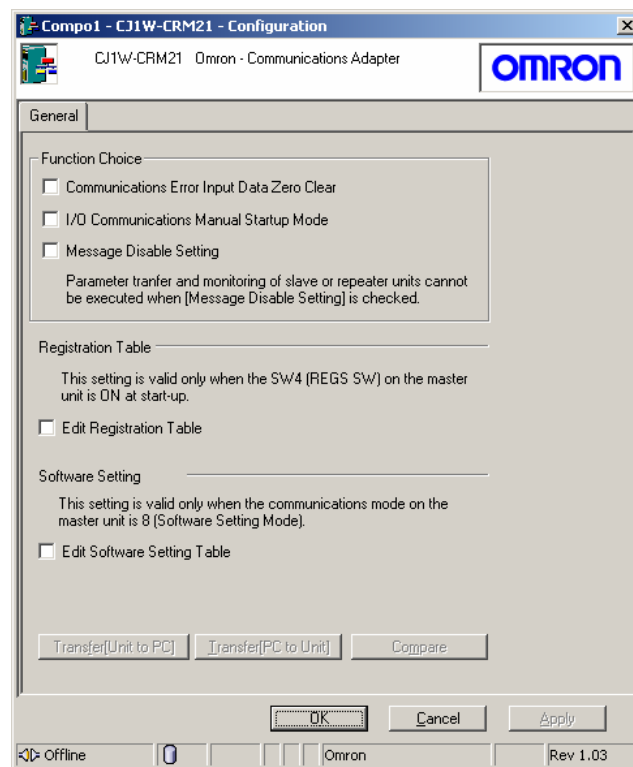 Compo1 - CJ1W-CRM21 - Configuration
CJ1W-CRM21 Omron - Communications Adapter
OMRON
General
Function Choice
Communications Error Input Data Zero Clear
I/O Communications Manual Startup Mode
Message Disable Setting
Parameter tranfer and monitoring of slave or repeater units cannot
be executed when [Message Disable Setting] is checked.
Registration Table
This setting is valid only when the SW4 (REGS SW) on the master
unit is ON at start-up.
Edit Registration Table
Software Setting
This setting is valid only when the communications mode on the
master unit is 8 (Software Setting Mode).
Edit Software Setting Table
Transfer[Unit to PC] Transfer[PC to Unit] Compare
OK Cancel Apply
Offline Omron Rev 1.03